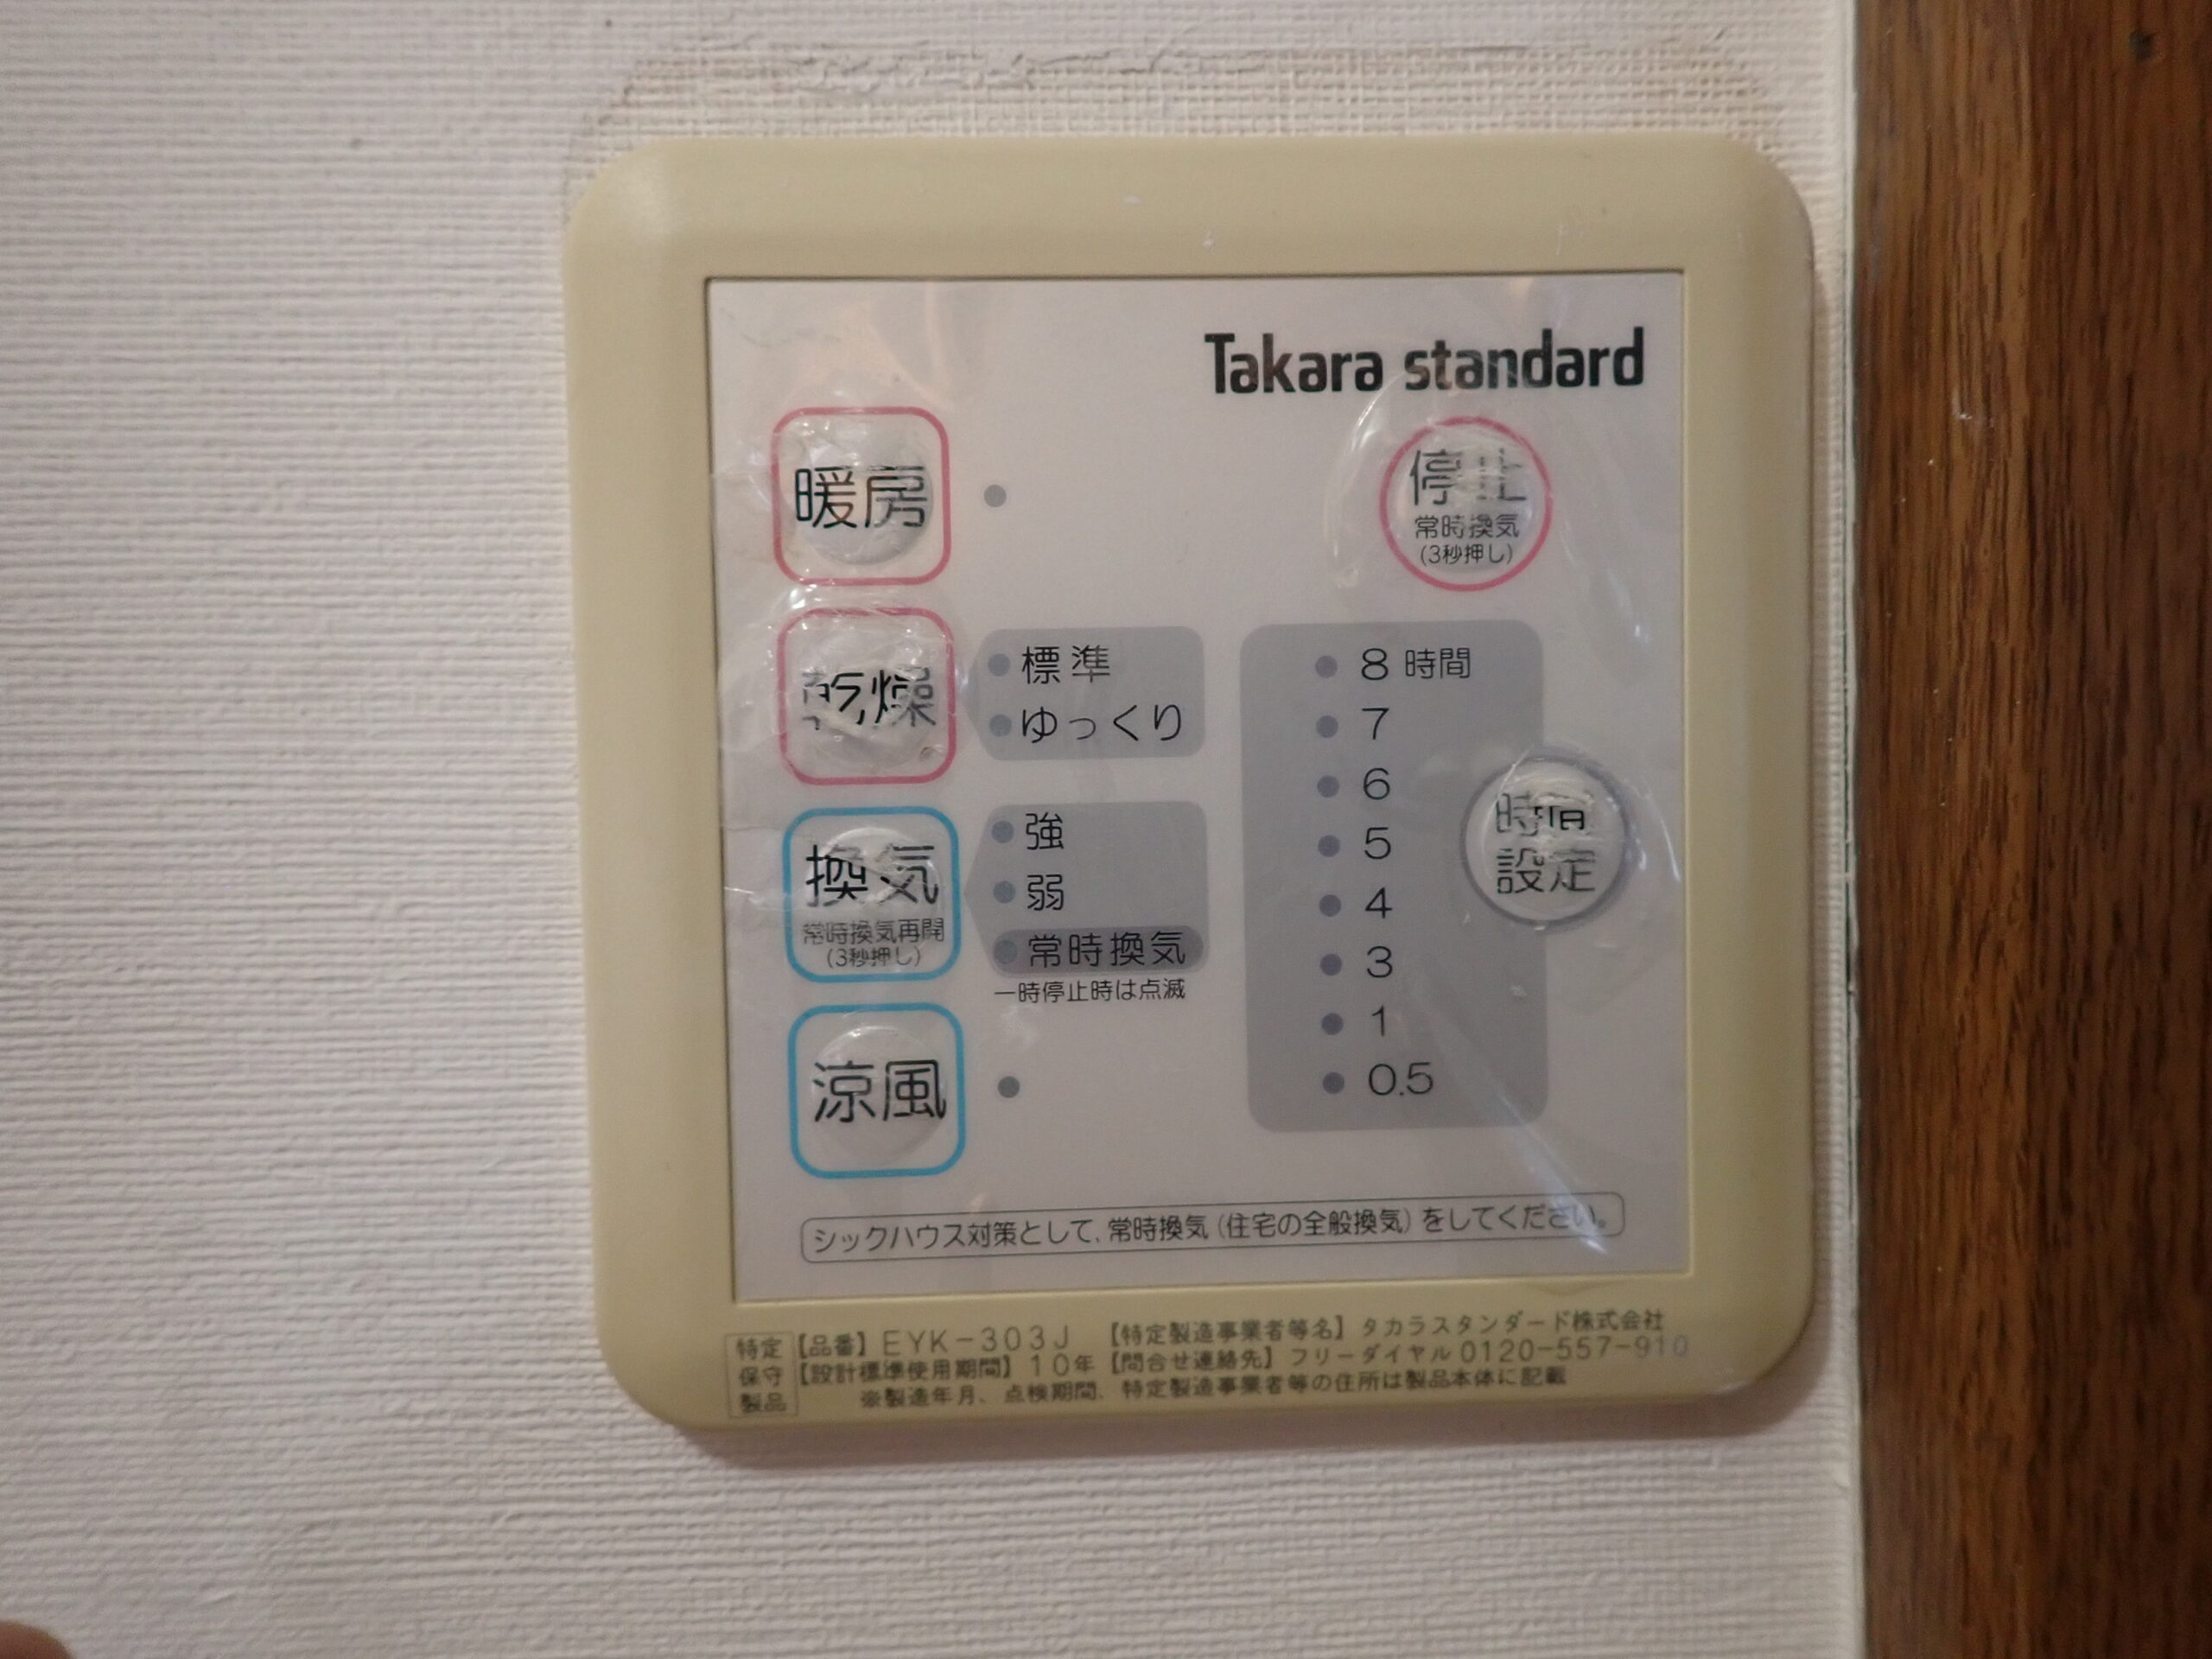 Takara standard
暖房
停止
常時換気
(3秒押し)
乾燥
標準
ゆっくり
換気
常時換気再開
(3秒押し)
強
弱
常時換気
一時停止時は点滅
涼風
8 時間
7
6
5
4
3
1
0.5
時間
設定
シックハウス対策として、常時換気(住宅の全般換気)をしてください。
特定
保守
製品
【品番】EYK-303J 【特定製造事業者等名】タカラスタンダード株式会社
【設計標準使用期間】10年【問合せ連絡先】フリーダイヤル0120-557-910
※製造年月、点検期間、特定製造事業者等の住所は製品本体に記載